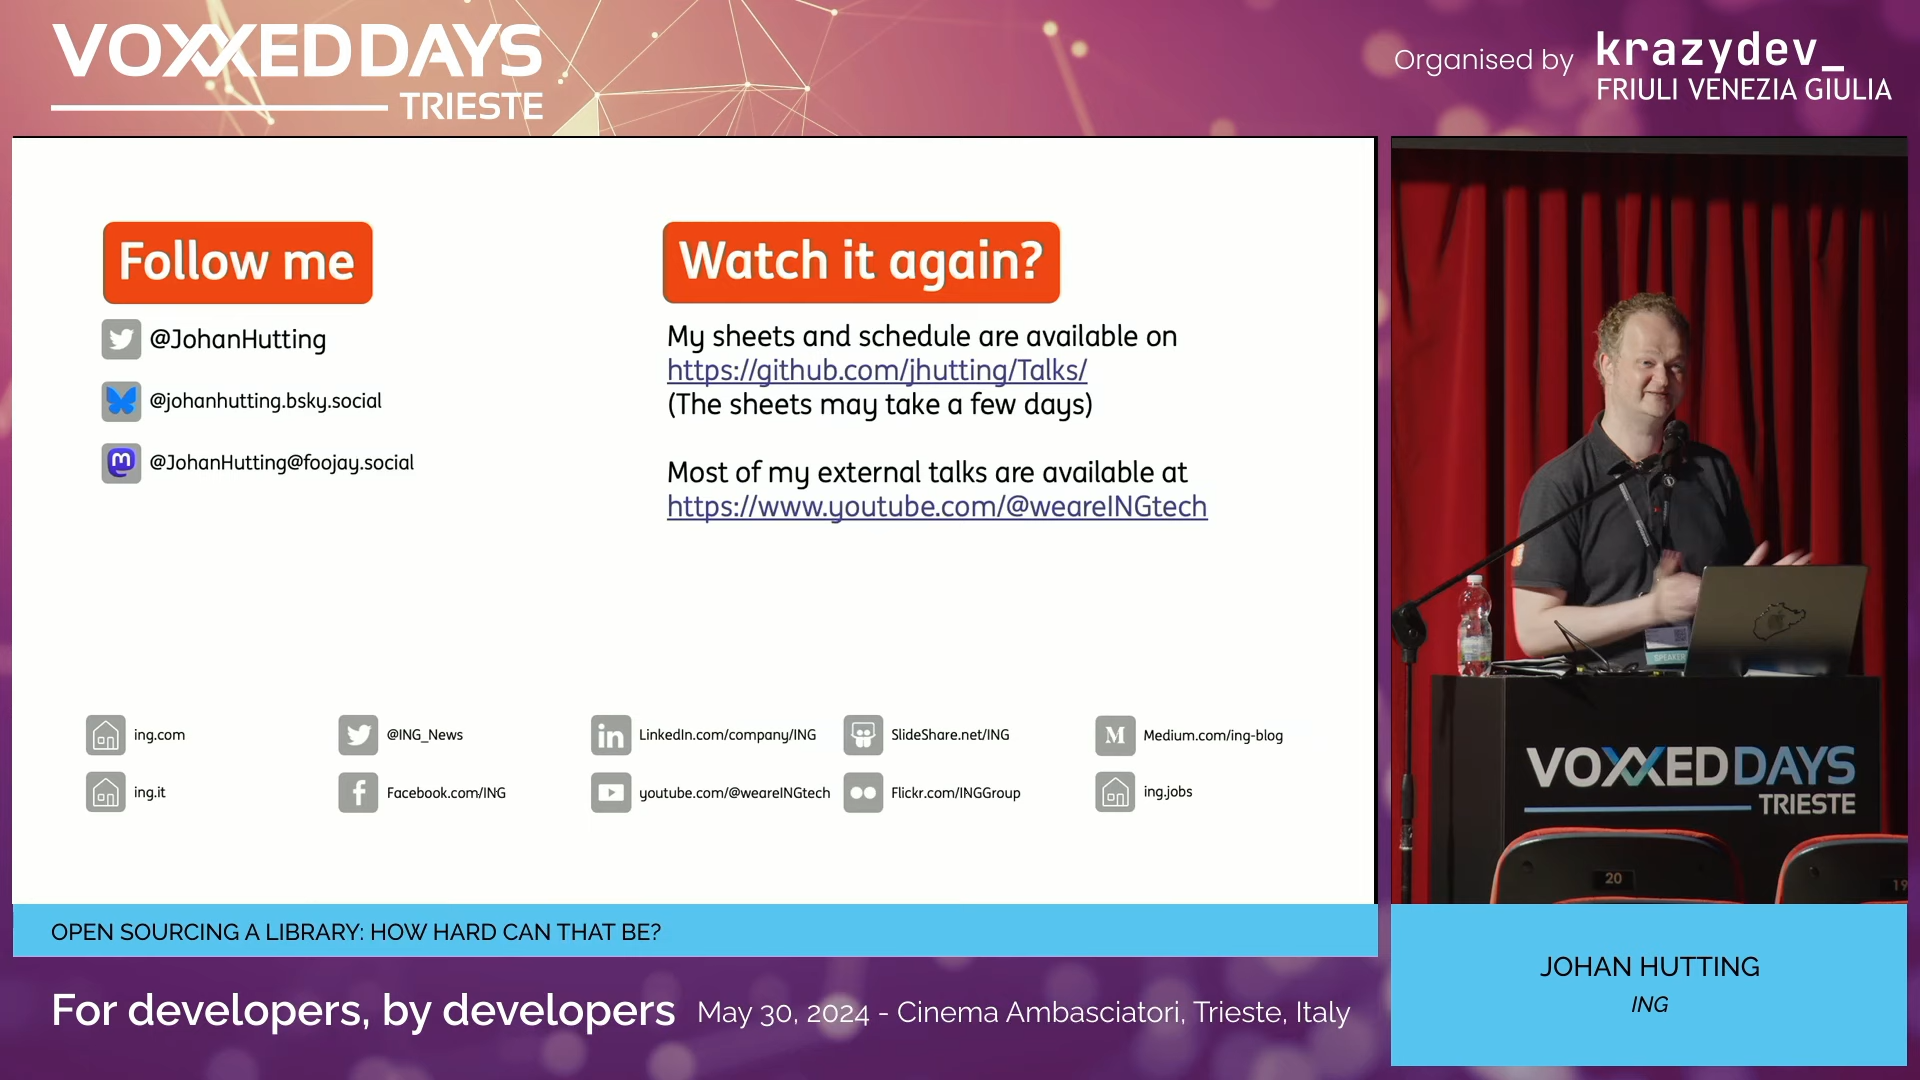 VOXXEDDAYS
TRIESTE
Organised by krazydev_
FRIULI VENEZIA GIULIA
Follow me
@JohanHutting
@johanhutting.bsky.social
@JohanHutting@foojay.social
Watch it again?
My sheets and schedule are available on
https://github.com/jhutting/Talks/
(The sheets may take a few days)
Most of my external talks are available at
https://www.youtube.com/@weareINGtech
ing.com
@ING_News
LinkedIn.com/company/ING
SlideShare.net/ING
Medium.com/ing-blog
ing.it
Facebook.com/ING
youtube.com/@weareINGtech
Flickr.com/INGGroup
ing.jobs
SPEAKER
VOXXEDDAYS
TRIESTE
20
19
OPEN SOURCING A LIBRARY: HOW HARD CAN THAT BE?
JOHAN HUTTING
ING
For developers, by developers
May 30, 2024 - Cinema Ambasciatori, Trieste, Italy